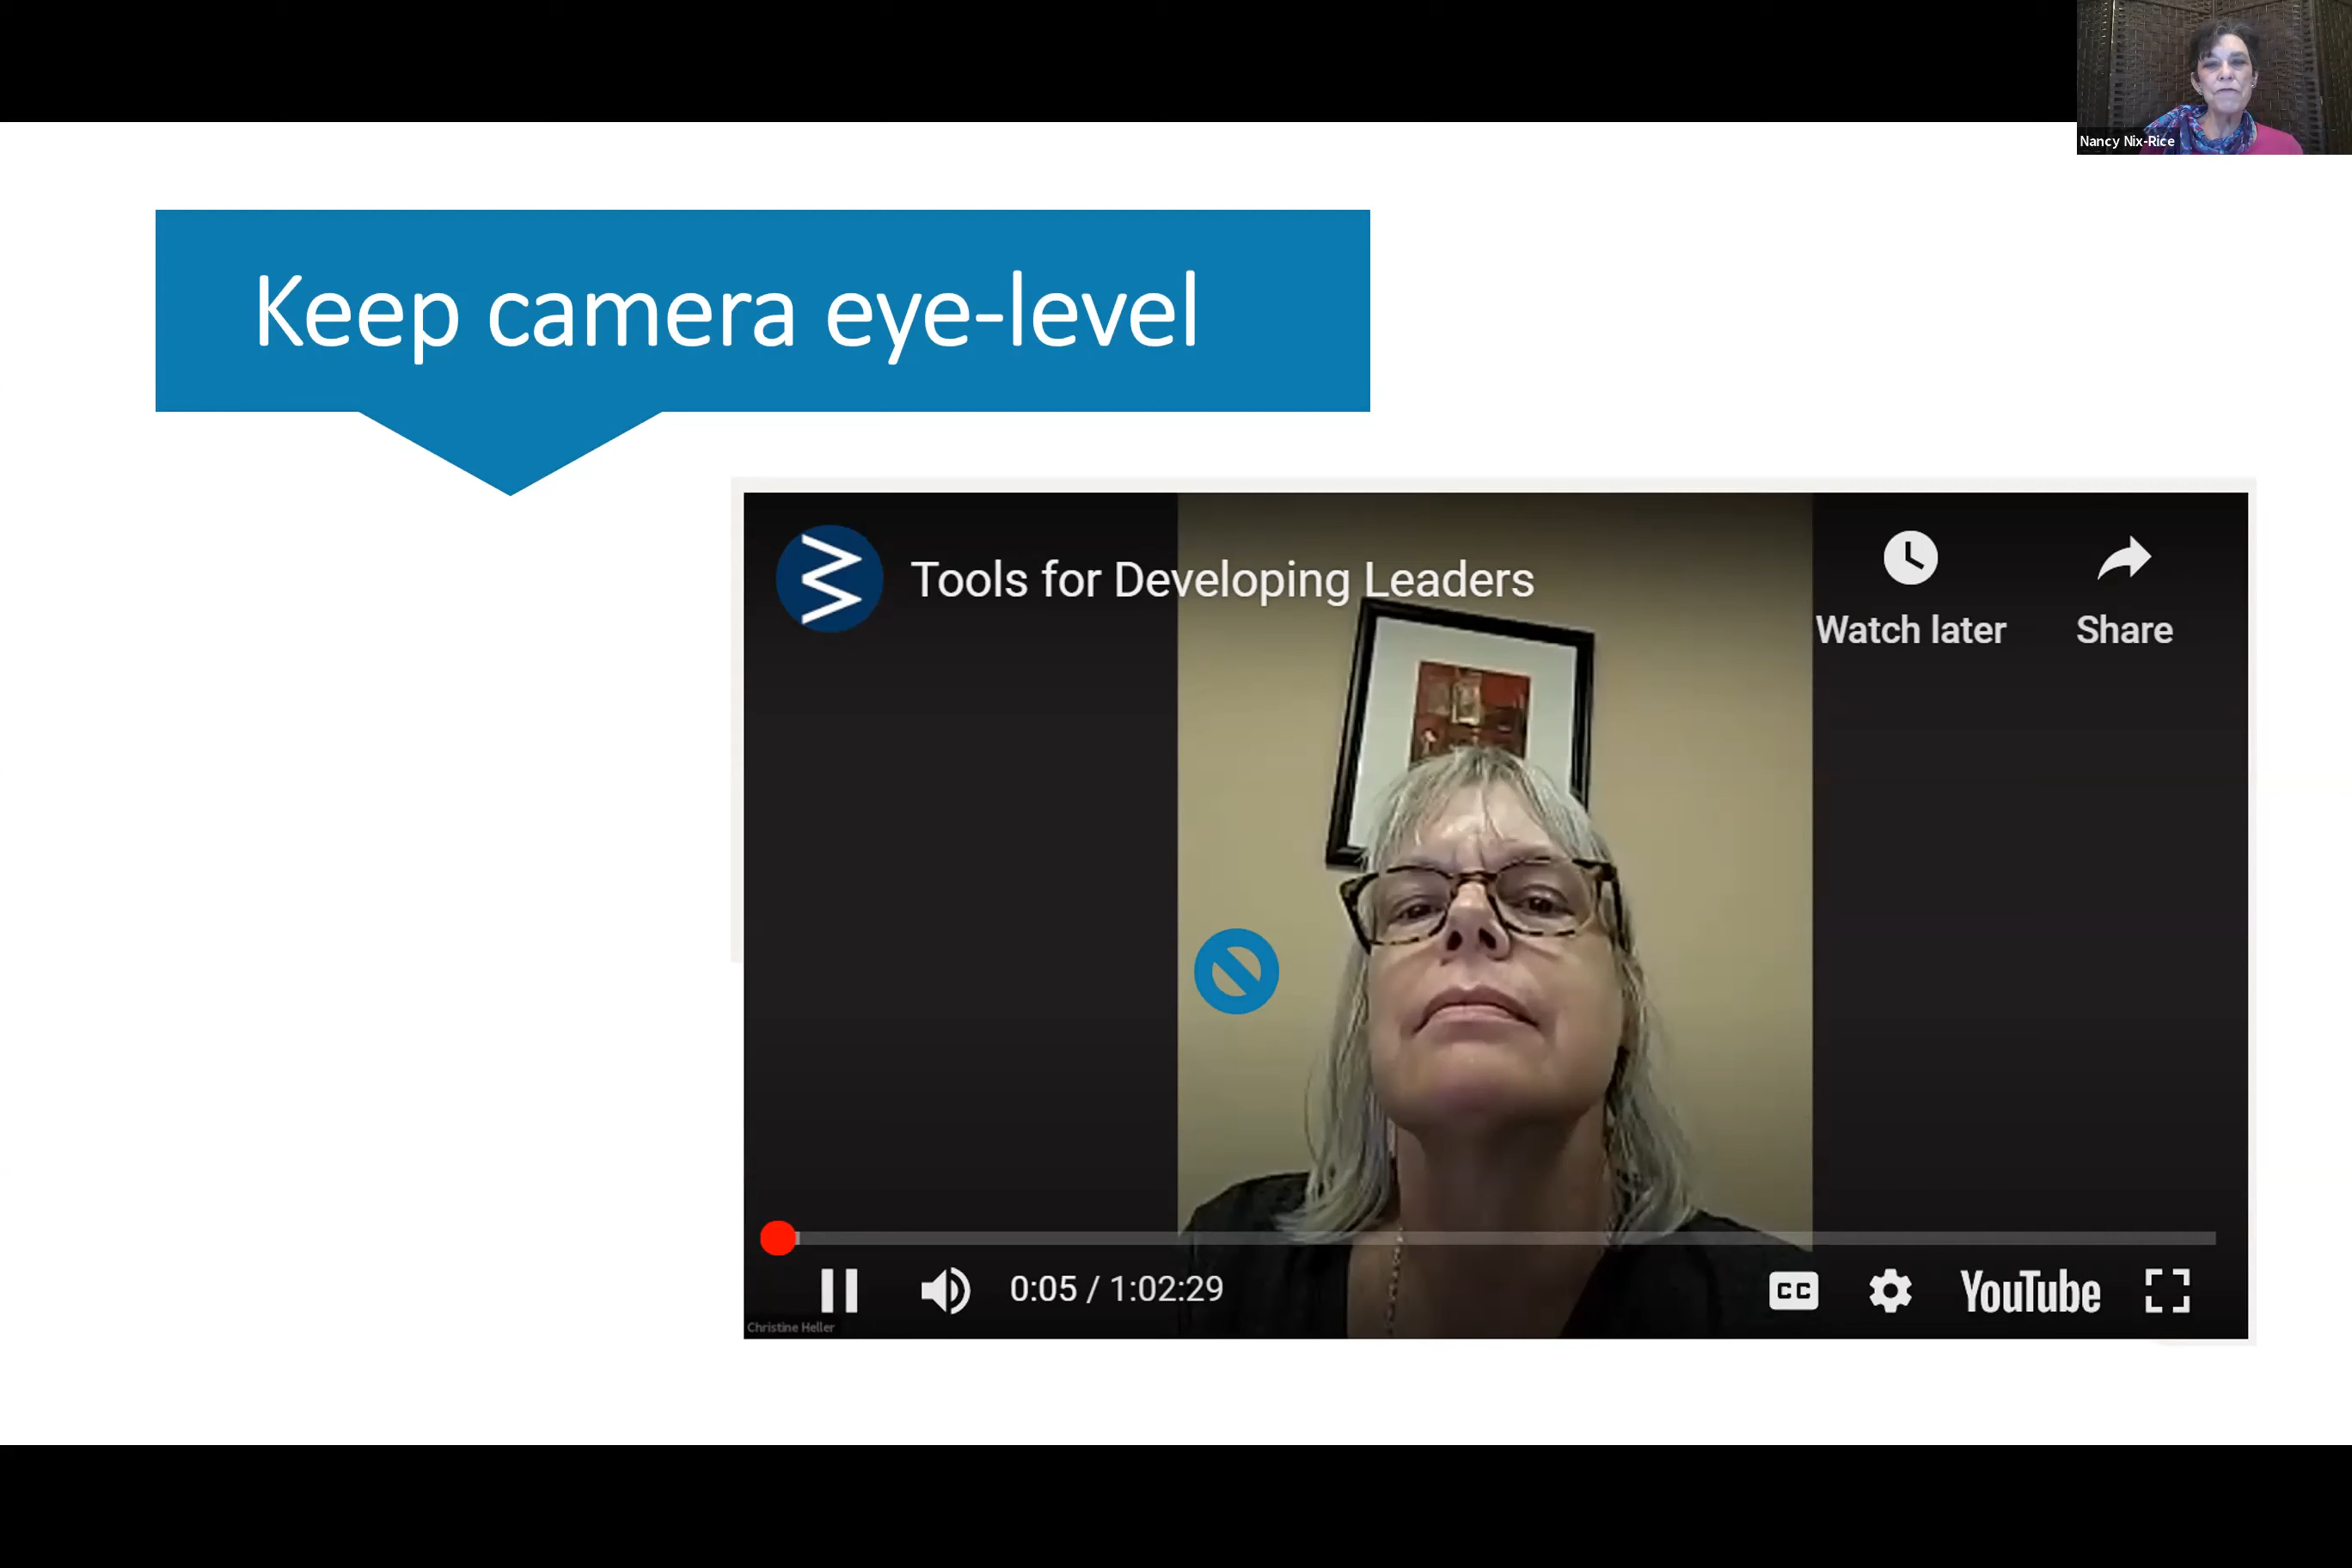 Nancy Nix-Rice
Keep camera eye-level
Tools for Developing Leaders
Watch later
Share
0:05 / 1:02:29
CC
YouTube
Christine Heller